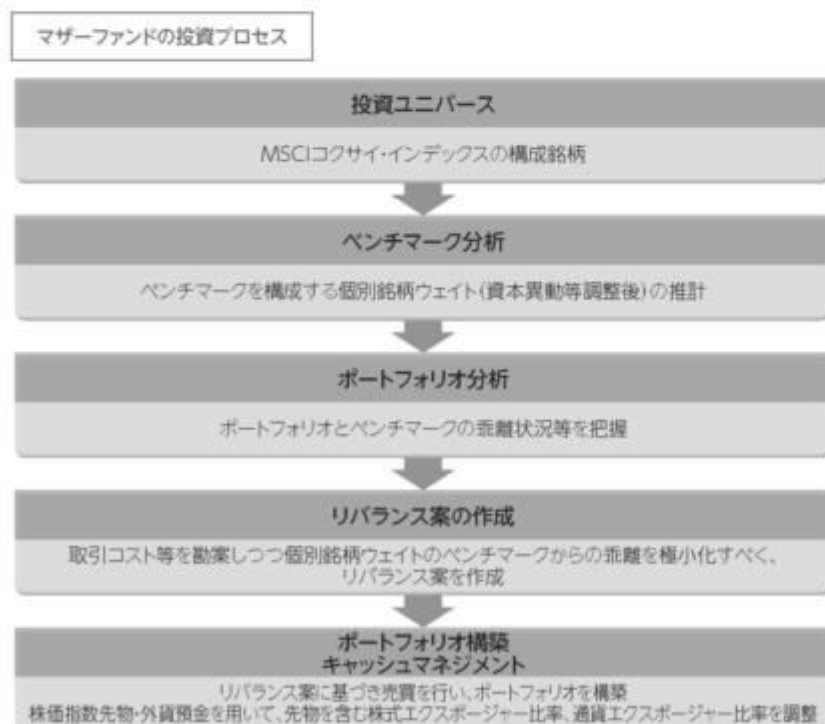 マザーファンドの投資プロセス
投資ユニバース
MSCIコクサイ・インデックスの構成銘柄
ベンチマーク分析
ベンチマークを構成する個別銘柄ウェイト(資本異動等調整後)の推計
ポートフォリオ分析
ポートフォリオとベンチマークの乖離状況等を把握
リバランス案の作成
取引コスト等を勘案しつつ個別銘柄ウェイトのベンチマークからの乖離を極小化すべく、
リバランス案を作成
ポートフォリオ構築
キャッシュマネジメント
リバランス案に基づき売買を行い、ポートフォリオを構築
株価指数先物・外貨預金を用いて、先物を含む株式エクスポージャー比率、通貨エクスポージャー比率を調整